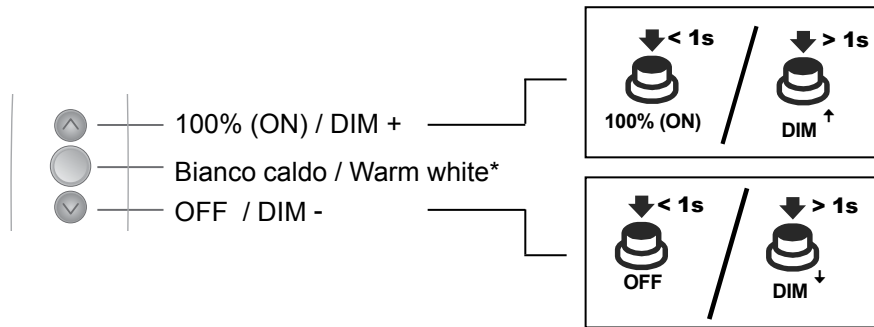 100% (ON) / DIM +
Bianco caldo / Warm white*
OFF / DIM -
< 1s
> 1s
100% (ON)
DIM
< 1s
> 1s
OFF
DIM